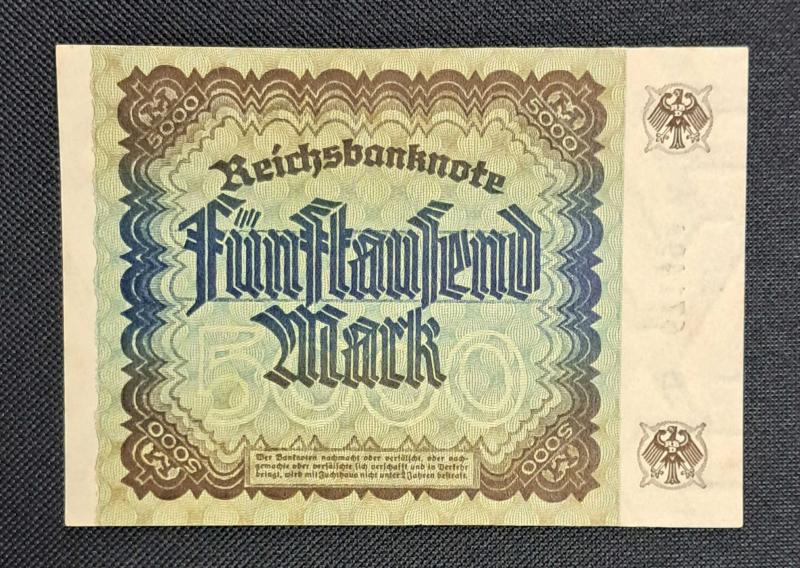 5000
5000
Reichsbanknote
Fünftausend
Mark
5000
5000
5000
Wer Banknoten nachmacht oder verfälscht, oder nach-
gemachte oder verfälschte sich verschafft und in Verkehr
bringt, wird mit Zuchthaus nicht unter 2 Jahren bestraft.